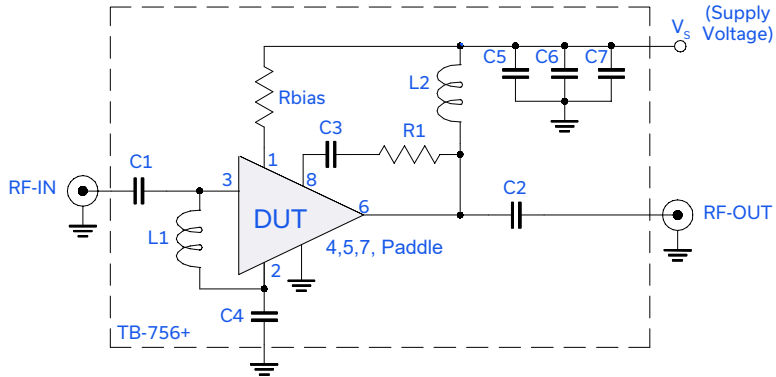 (Supply
Voltage)
VS
C5
C6
C7
L2
Rbias
C3
R1
C1
1
8
RF-IN
3
DUT
6
C2
RF-OUT
L1
4,5,7, Paddle
2
C4
TB-756+